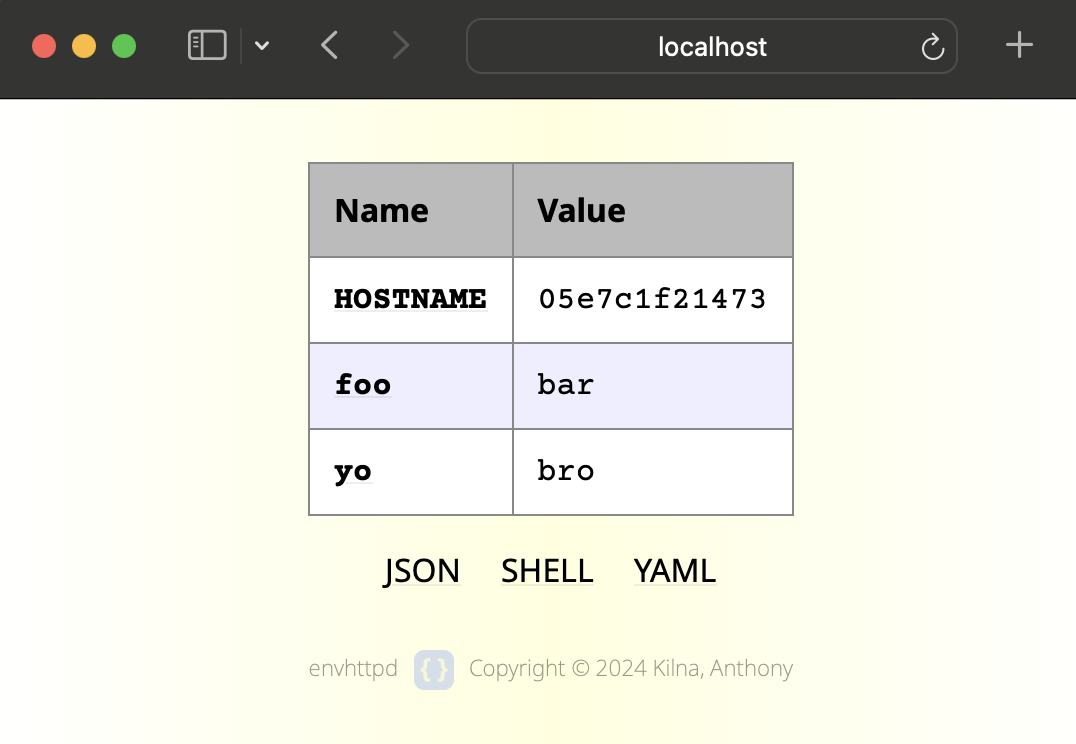 localhost
Name Value
HOSTNAME 05e7c1f21473
foo bar
yo bro
JSON SHELL YAML
envhttpd {} Copyright © 2024 Kilna, Anthony